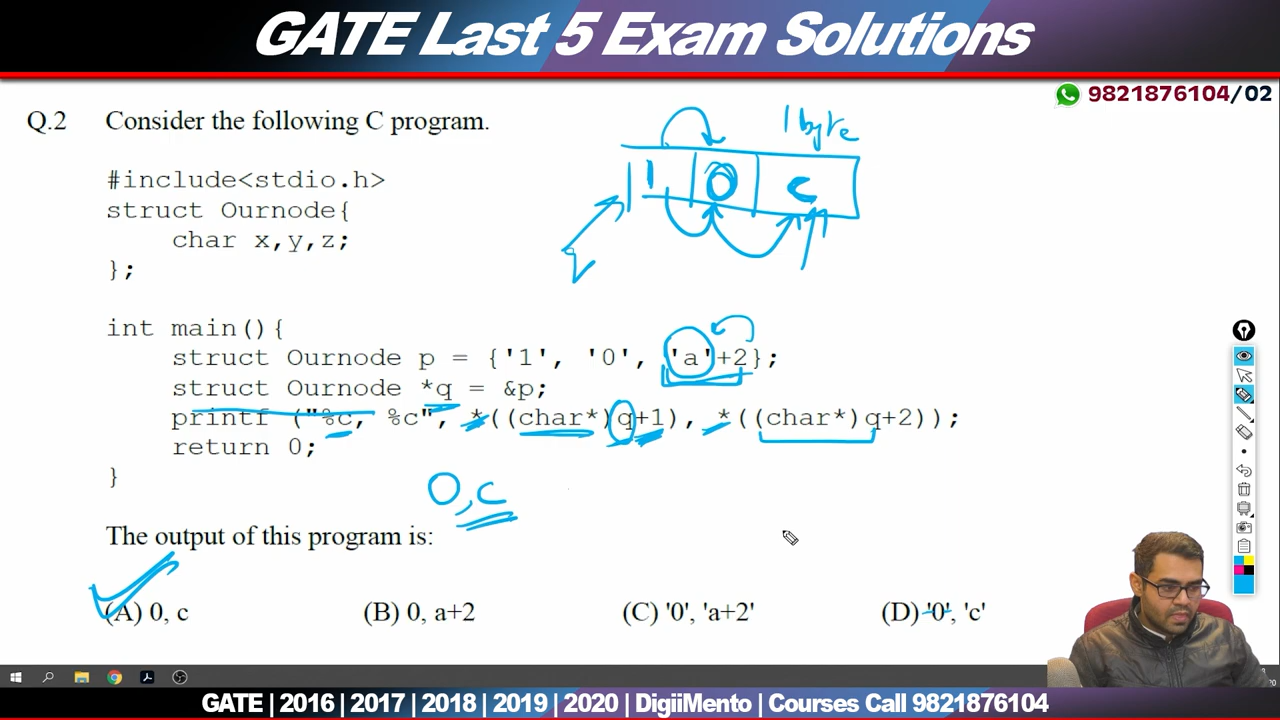 GATE Last 5 Exam Solutions
9821876104/02
Q.2 Consider the following C program.
1 byte
#include<stdio.h>
struct Ournode{
char x,y,z;
};
1 0 c
q
int main(){
struct Ournode p = {'1', '0', 'a'+2};
struct Ournode *q = &p;
printf ("%c, %c", *((char*)q+1), *((char*)q+2));
return 0;
}
0, c
The output of this program is:
(A) 0, c (B) 0, a+2 (C) '0', 'a+2' (D) '0', 'c'
GATE | 2016 | 2017 | 2018 | 2019 | 2020 | DigiiMento | Courses Call 9821876104